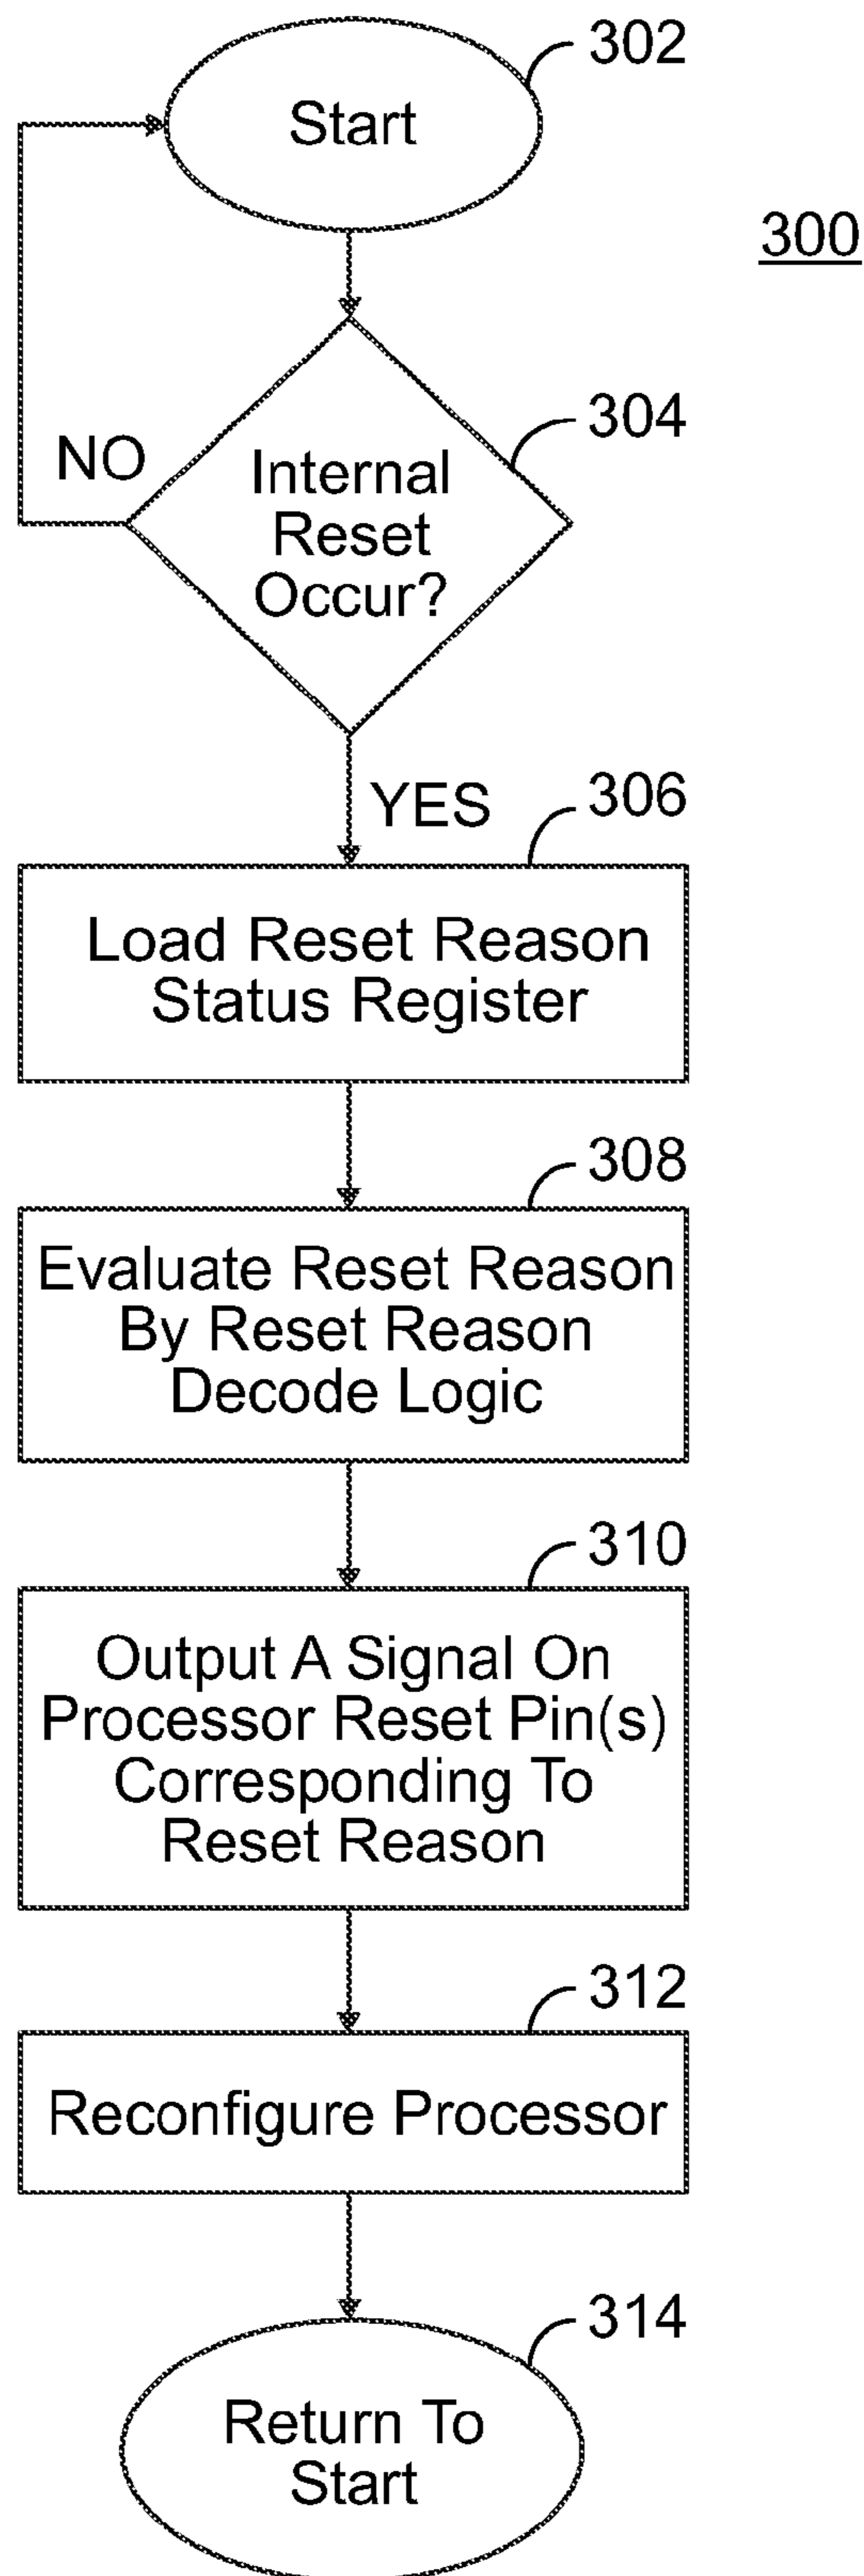 302
Start
300
304
NO
Internal
Reset
Occur?
YES
306
Load Reset Reason
Status Register
308
Evaluate Reset Reason
By Reset Reason
Decode Logic
310
Output A Signal On
Processor Reset Pin(s)
Corresponding To
Reset Reason
312
Reconfigure Processor
314
Return To
Start